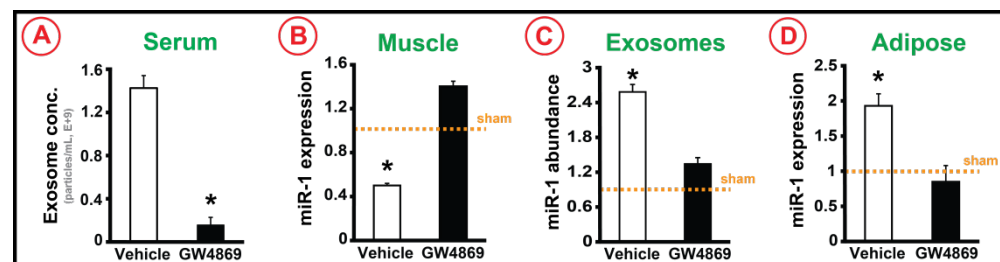 A Serum
Exosome conc.
(particles/mL, E+9)
1.6
1.2
0.8
0.4
0
*
Vehicle GW4869
B Muscle
miR-1 expression
1.6
1.2
0.8
0.4
0
*
sham
Vehicle GW4869
C Exosomes
miR-1 abundance
3
2.4
1.8
1.2
0.6
0
*
sham
Vehicle GW4869
D Adipose
miR-1 expression
2.5
2
1.5
1
0.5
0
*
sham
Vehicle GW4869